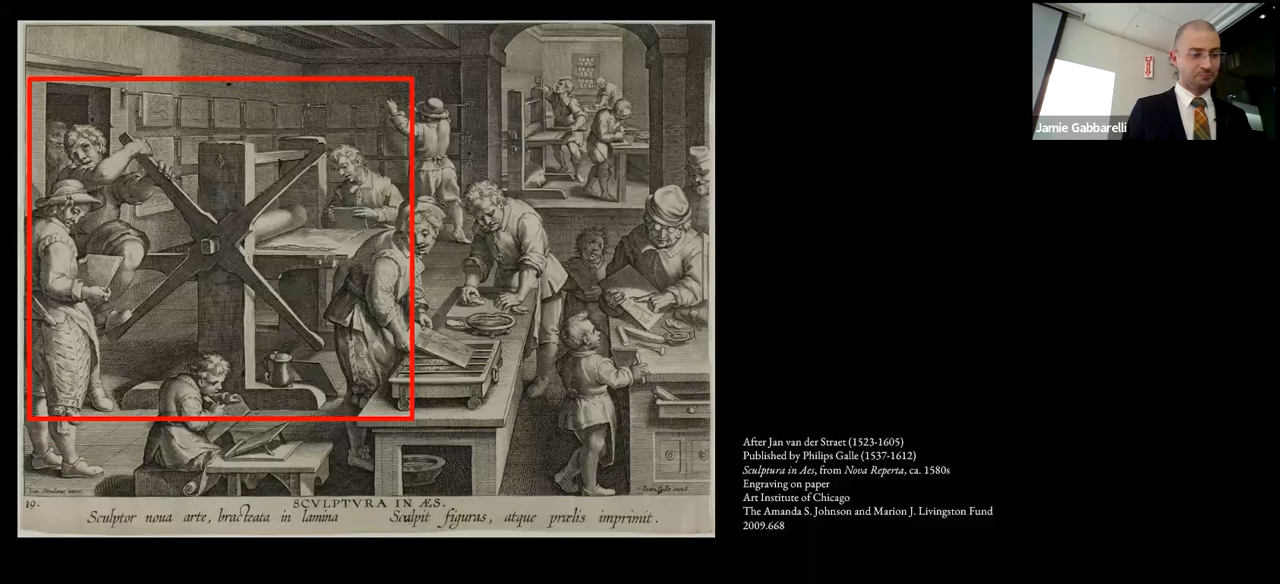 Jamie Gabbarelli
19.
SCVLPTVRA IN ÆS.
Sculptor noua arte, bracteata in lamina
Sculpit figuras, atque prælis imprimit.
After Jan van der Straet (1523-1605)
Published by Philips Galle (1537-1612)
Sculptura in Aes, from Nova Reperta, ca. 1580s
Engraving on paper
Art Institute of Chicago
The Amanda S. Johnson and Marion J. Livingston Fund
2009.668